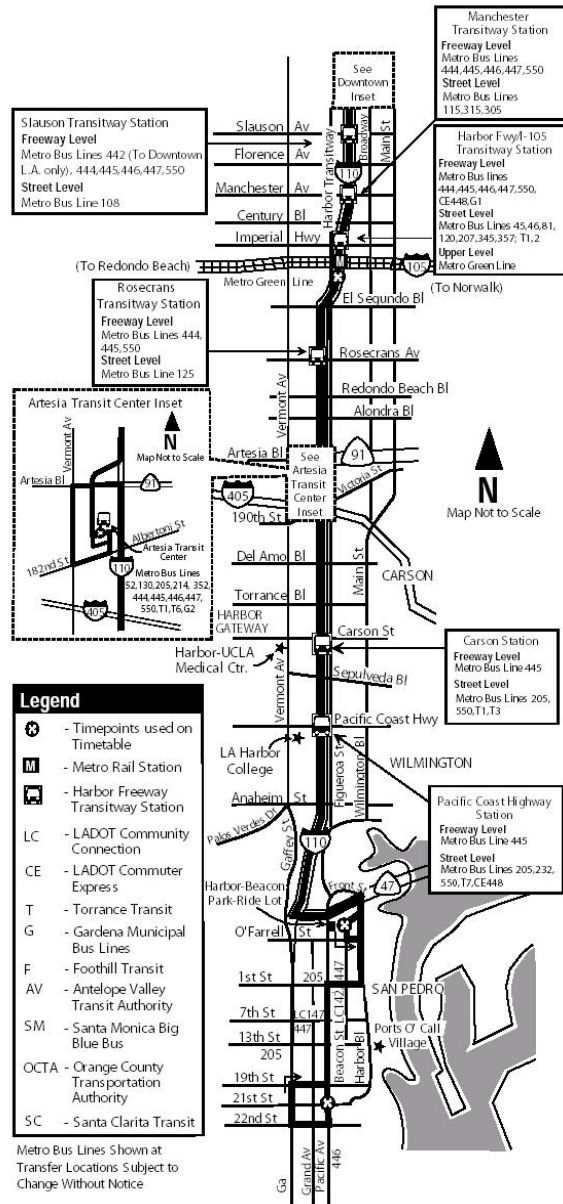 Manchester
Transitway Station
Freeway Level
Metro Bus Lines
444,445,446,447,550
Street Level
Metro Bus Lines
115,315,305
See
Downtown
Inset
Slauson Transitway Station
Freeway Level
Metro Bus Lines 442 (To Downtown
L.A. only), 444,445,446,447,550
Street Level
Metro Bus Line 108
Slauson Av
Florence Av
Manchester Av
Century Bl
Imperial Hwy
Harbor Transitway
Broadway
Main St
110
Harbor Fwy/I-105
Transitway Station
Freeway Level
Metro Bus lines
444,445,446,447,550,
CE448,G1
Street Level
Metro Bus Lines 45,46,81,
120,207,345,357; T1,2
Upper Level
Metro Green Line
(To Redondo Beach)
M
105
Metro Green Line
(To Norwalk)
Rosecrans
Transitway Station
Freeway Level
Metro Bus Lines 444,
445,550
Street Level
Metro Bus Line 125
El Segundo Bl
Rosecrans Av
Vermont Av
Redondo Beach Bl
Alondra Bl
Artesia Transit Center Inset
N
Map Not to Scale
Vermont Av
Artesia Bl
91
Albertoni St
182nd St
Artesia Transit
Center
110
Metro Bus Lines
52,130,205,214, 352,
444,445,446,447,
550,T1,T6,G2
405
Artesia Bl
See
Artesia
Transit
Center
Inset
91
Victoria St
405
190th St
N
Map Not to Scale
Del Amo Bl
Main St
CARSON
Torrance Bl
HARBOR
GATEWAY
Carson St
Harbor-UCLA
Medical Ctr.
Vermont Av
Sepulveda Bl
Carson Station
Freeway Level
Metro Bus Line 445
Street Level
Metro Bus Lines 205,
550,T1,T3
Pacific Coast Hwy
LA Harbor
College
Figueroa St
Wilmington Bl
WILMINGTON
Anaheim St
Palos Verdes Dr
Gaffey St
110
Pacific Coast Highway
Station
Freeway Level
Metro Bus Line 445
Street Level
Metro Bus Lines 205,232,
550,T7,CE448
Harbor-Beacon
Park-Ride Lot
Front St
47
O'Farrell St
1st St
205
447
SAN PEDRO
7th St
LC147
447
LC142
13th St
205
Beacon St
Harbor Bl
Ports O' Call
Village
19th St
21st St
22nd St
Ga
Grand Av
Pacific Av
446
Legend
- Timepoints used on
Timetable
M - Metro Rail Station
- Harbor Freeway
Transitway Station
LC - LADOT Community
Connection
CE - LADOT Commuter
Express
T - Torrance Transit
G - Gardena Municipal
Bus Lines
F - Foothill Transit
AV - Antelope Valley
Transit Authority
SM - Santa Monica Big
Blue Bus
OCTA - Orange County
Transportation
Authority
SC - Santa Clarita Transit
Metro Bus Lines Shown at
Transfer Locations Subject to
Change Without Notice